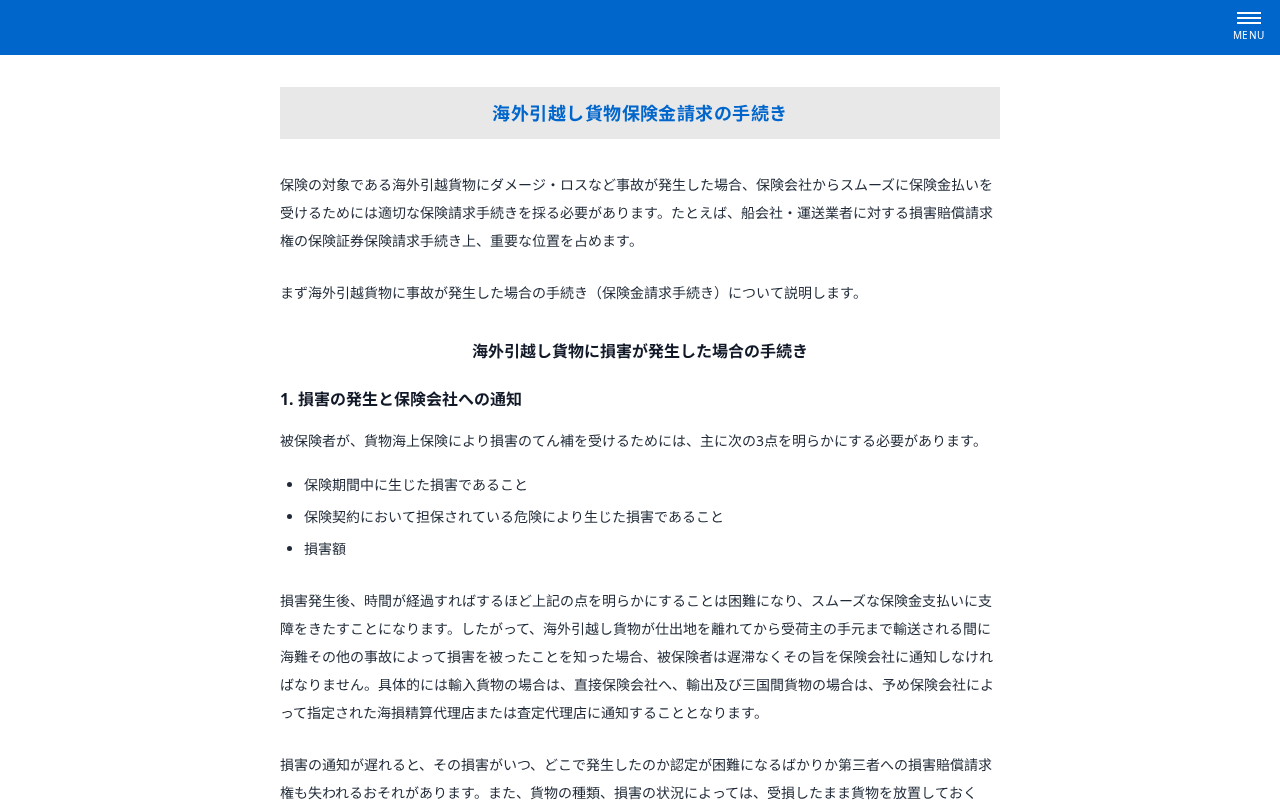 MENU
海外引越し貨物保険金請求の手続き
保険の対象である海外引越貨物にダメージ・ロスなど事故が発生した場合、保険会社からスムーズに保険金払いを
受けるためには適切な保険請求手続きを採る必要があります。たとえば、船会社・運送業者に対する損害賠償請求
権の保険証券保険請求手続き上、重要な位置を占めます。
まず海外引越貨物に事故が発生した場合の手続き（保険金請求手続き）について説明します。
海外引越し貨物に損害が発生した場合の手続き
1. 損害の発生と保険会社への通知
被保険者が、貨物海上保険により損害のてん補を受けるためには、主に次の3点を明らかにする必要があります。
• 保険期間中に生じた損害であること
• 保険契約において担保されている危険により生じた損害であること
• 損害額
損害発生後、時間が経過すればするほど上記の点を明らかにすることは困難になり、スムーズな保険金支払いに支
障をきたすことになります。したがって、海外引越し貨物が仕出地を離れてから受荷主の手元まで輸送される間に
海難その他の事故によって損害を被ったことを知った場合、被保険者は遅滞なくその旨を保険会社に通知しなけれ
ばなりません。具体的には輸入貨物の場合は、直接保険会社へ、輸出及び三国間貨物の場合は、予め保険会社によ
って指定された海損精算代理店または査定代理店に通知することとなります。
損害の通知が遅れると、その損害がいつ、どこで発生したのか認定が困難になるばかりか第三者への損害賠償請求
権も失われるおそれがあります。また、貨物の種類、損害の状況によっては、受損したまま貨物を放置しておく